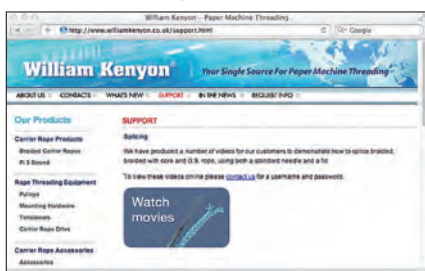 William Kenyon - Paper Machine Threading
http://www.williamkenyon.co.uk/support.html
Google
William Kenyon®
Your Single Source For Paper Machine Threading
ABOUT US
CONTACTS
WHAT'S NEW
SUPPORT
IN THE NEWS
REQUEST INFO
Our Products
SUPPORT
Carrier Rope Products
Braided Carrier Ropes
Pi 3 Strand
Rope Threading Equipment
Pulleys
Mounting Hardware
Tensioners
Carrier Rope Drive
Carrier Rope Accessories
Accessories
Splicing
We have produced a number of videos for our customers to demonstrate how to splice braided,
braided with core and G.S. rope, using both a standard needle and a fid.
To view these videos online please contact us for a username and password.
Watch
movies